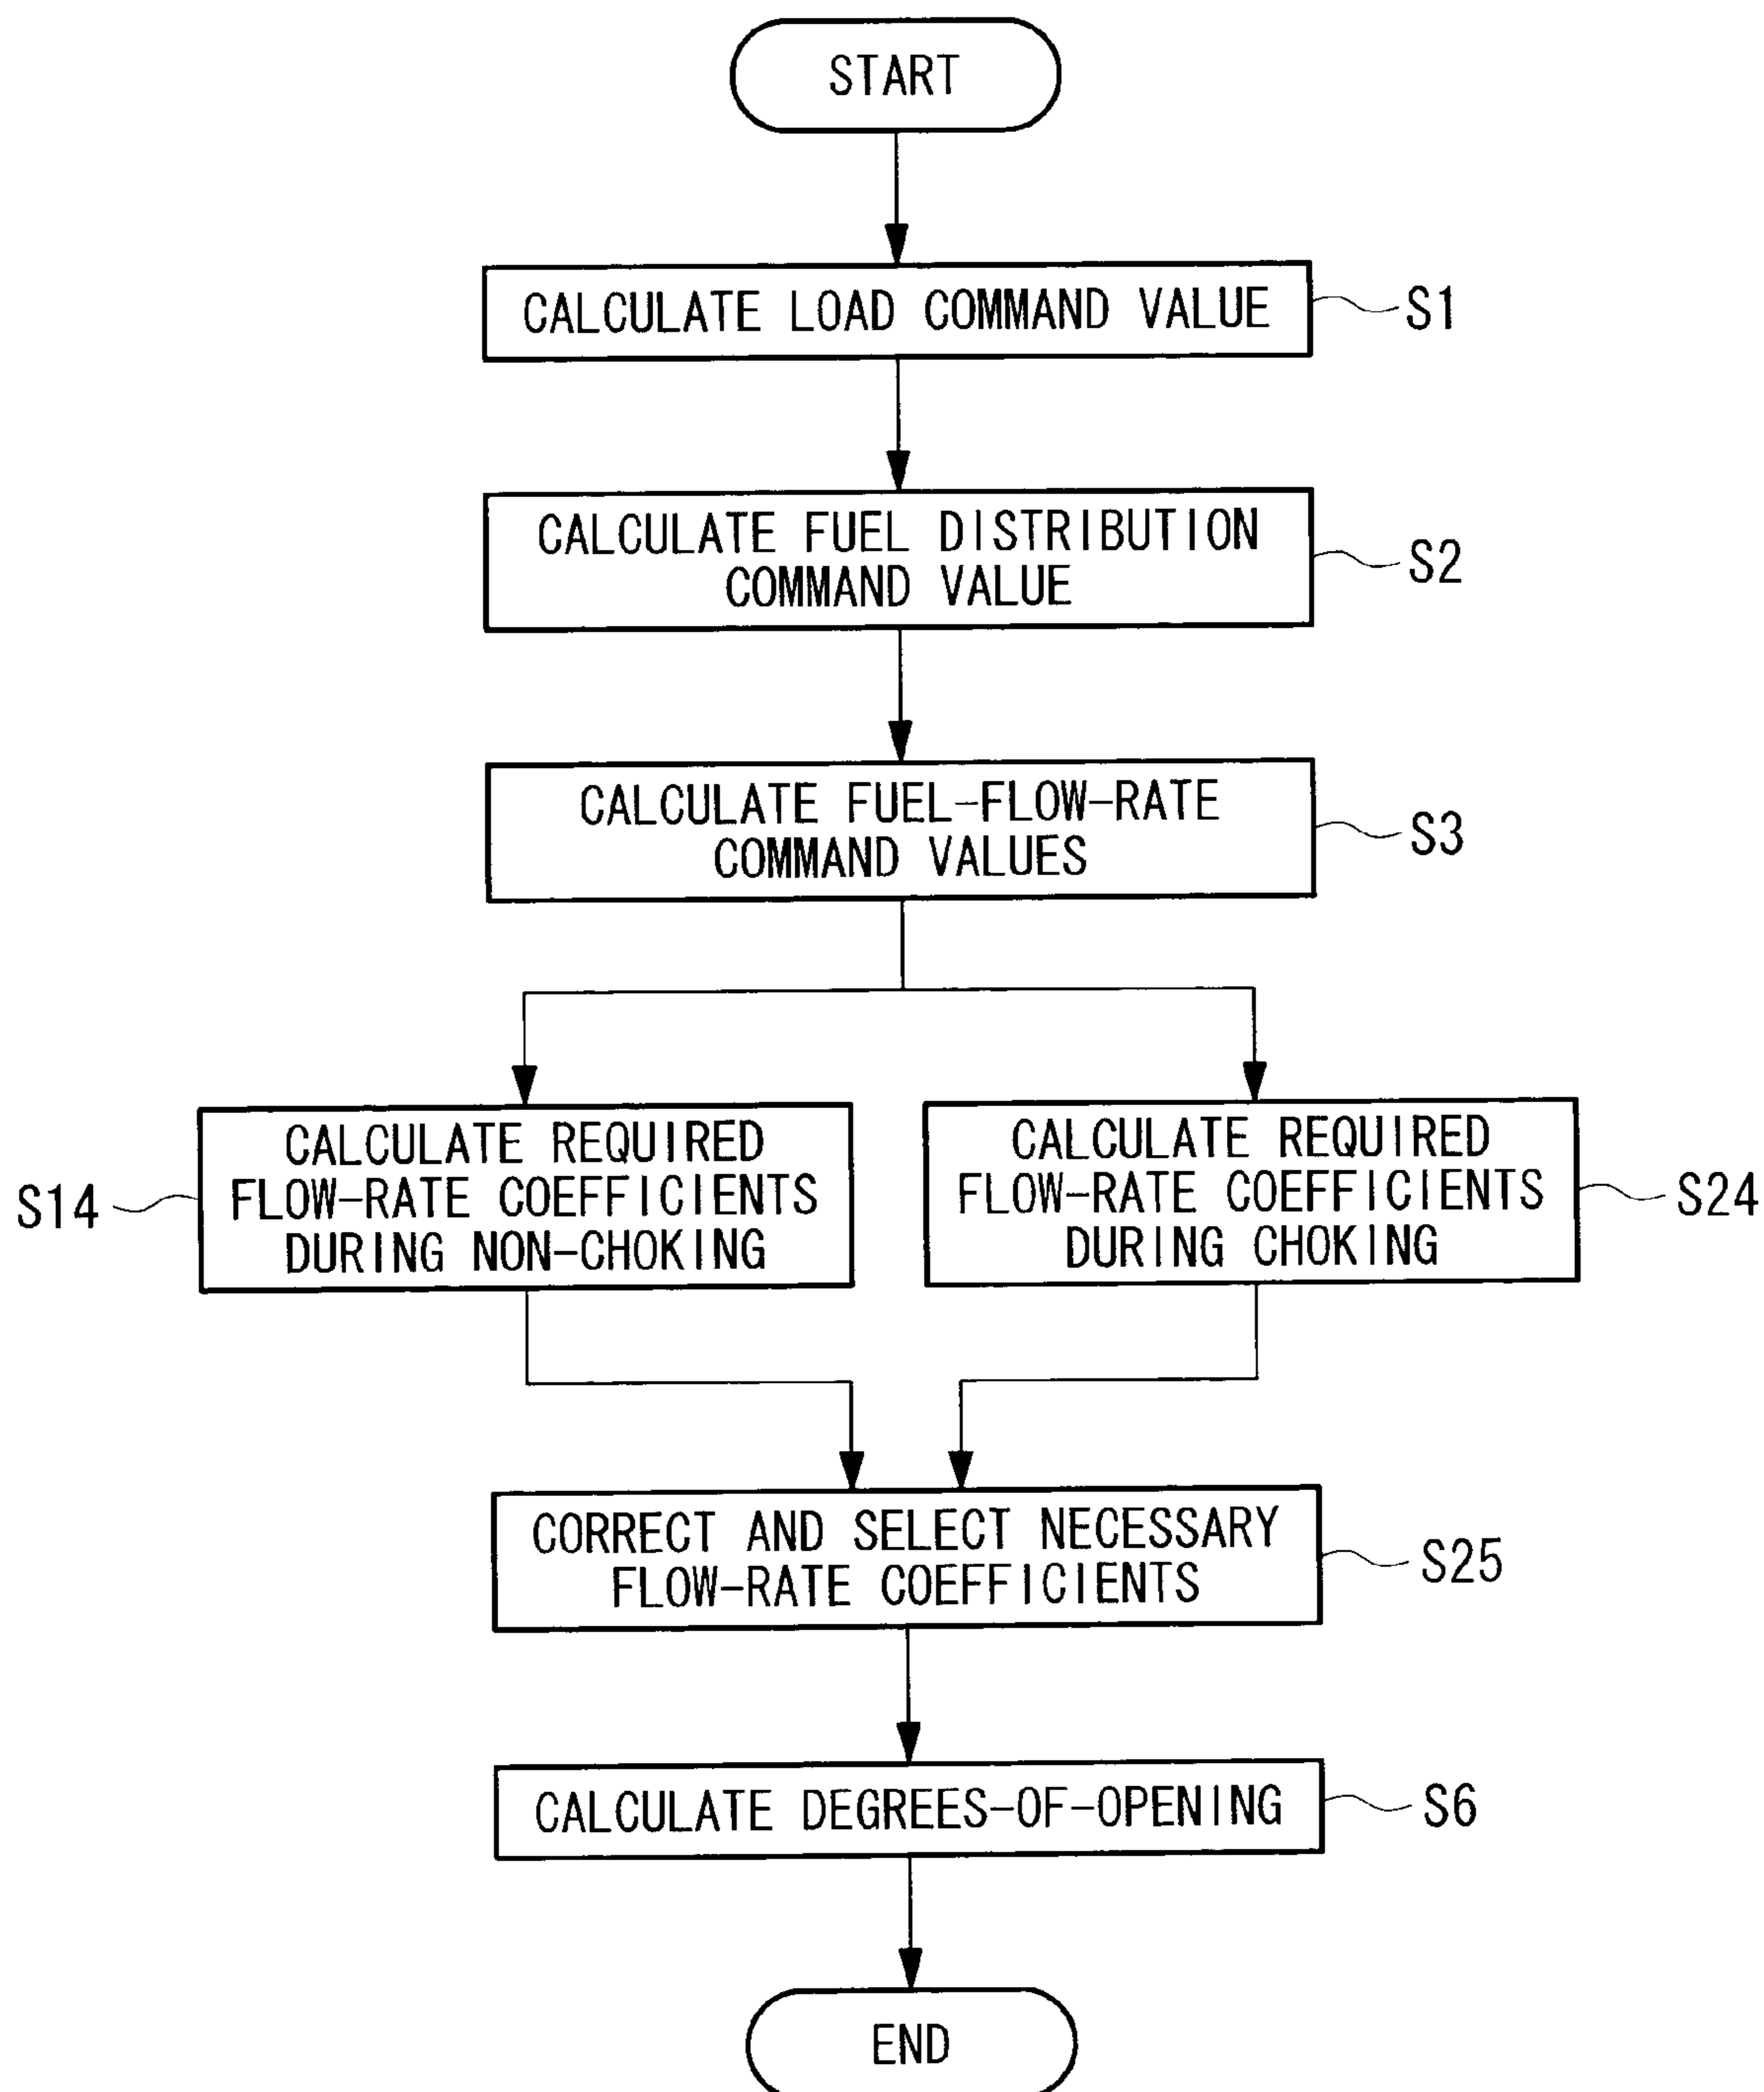 START
CALCULATE LOAD COMMAND VALUE
S1
CALCULATE FUEL DISTRIBUTION
COMMAND VALUE
S2
CALCULATE FUEL-FLOW-RATE
COMMAND VALUES
S3
S14
CALCULATE REQUIRED
FLOW-RATE COEFFICIENTS
DURING NON-CHOKING
CALCULATE REQUIRED
FLOW-RATE COEFFICIENTS
DURING CHOKING
S24
CORRECT AND SELECT NECESSARY
FLOW-RATE COEFFICIENTS
S25
CALCULATE DEGREES-OF-OPENING
S6
END